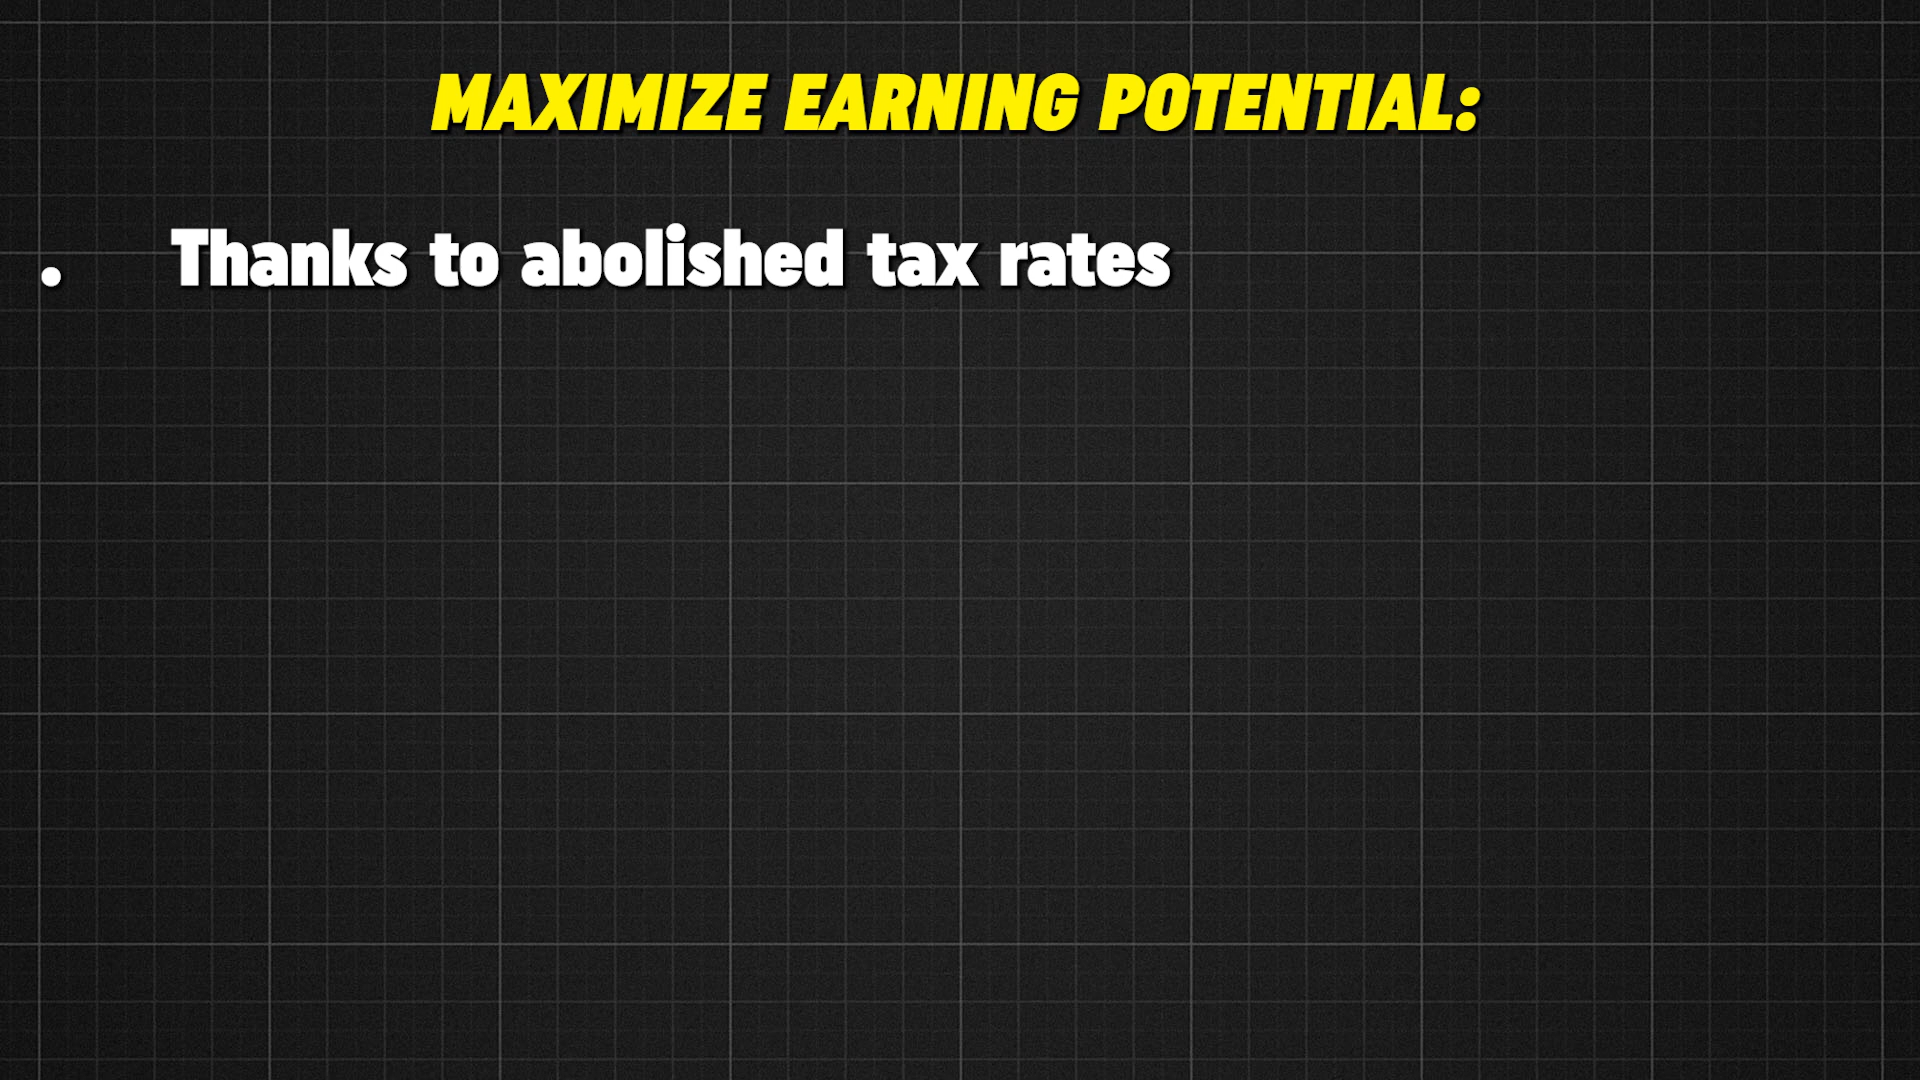 MAXIMIZE EARNING POTENTIAL:
. Thanks to abolished tax rates